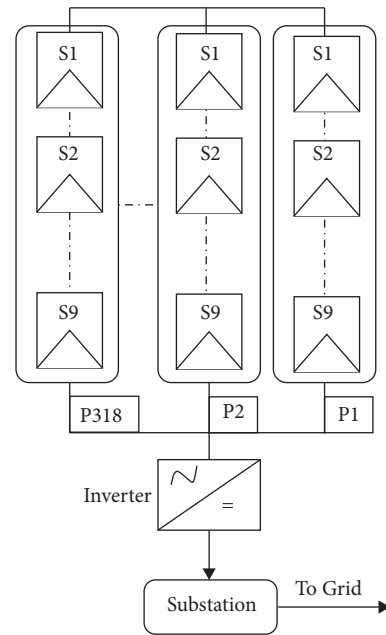 S1 S1 S1
S2 S2 S2
S9 S9 S9
P318 P2 P1
Inverter
=
Substation
To Grid